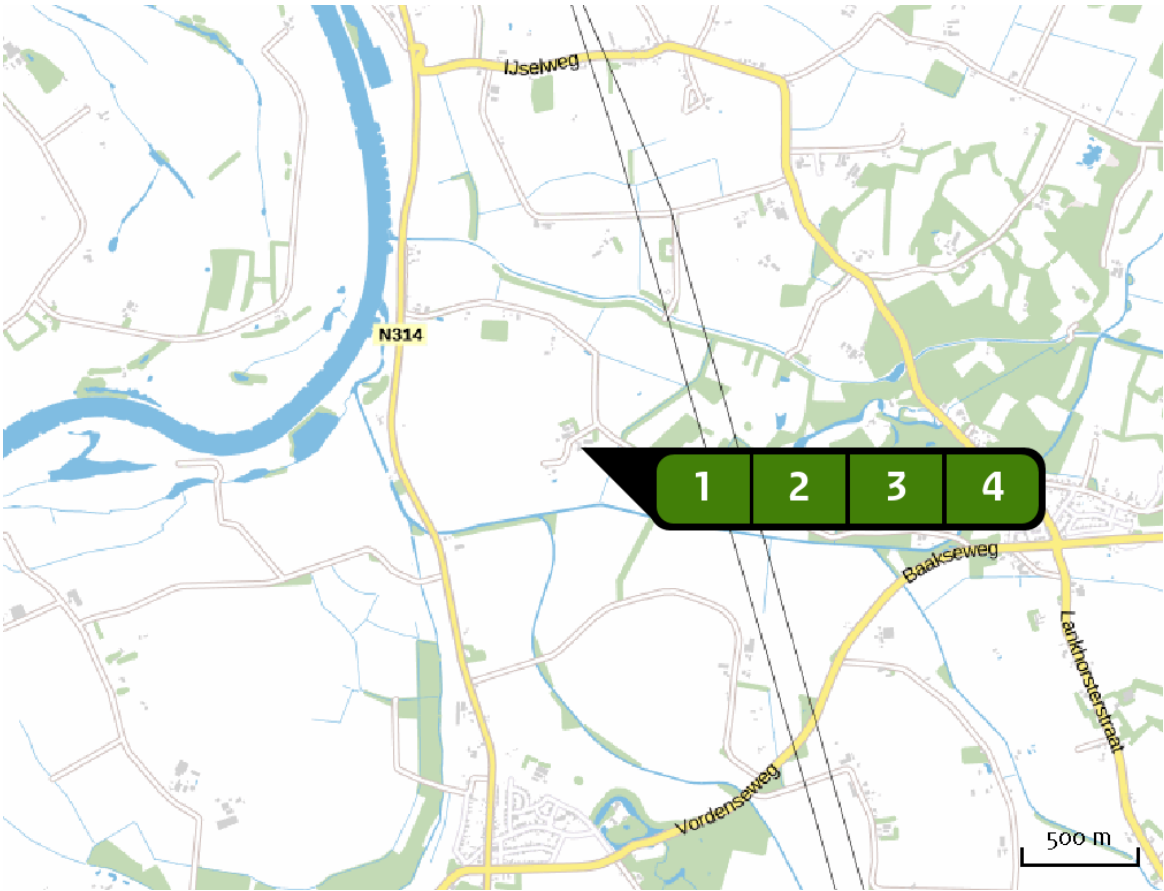 IJselweg
N314
1 2 3 4
Baakseweg
Lankhorsterstraat
Vordenseweg
500 m